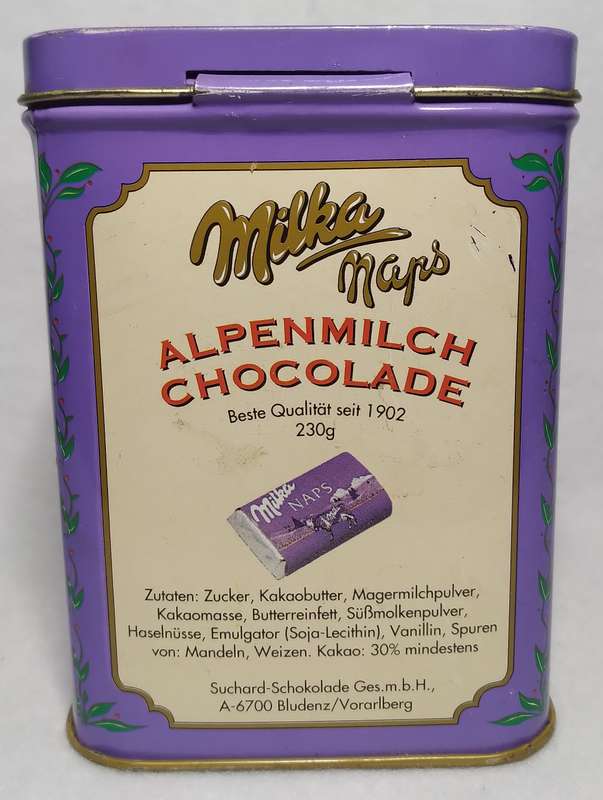 Milka
Naps
ALPENMILCH
CHOCOLADE
Beste Qualität seit 1902
230g
Milka
NAPS
Zutaten: Zucker, Kakaobutter, Magermilchpulver,
Kakaomasse, Butterreinfett, Süßmolkenpulver,
Haselnüsse, Emulgator (Soja-Lecithin), Vanillin, Spuren
von: Mandeln, Weizen. Kakao: 30% mindestens
Suchard-Schokolade Ges.m.b.H.,
A-6700 Bludenz/Vorarlberg